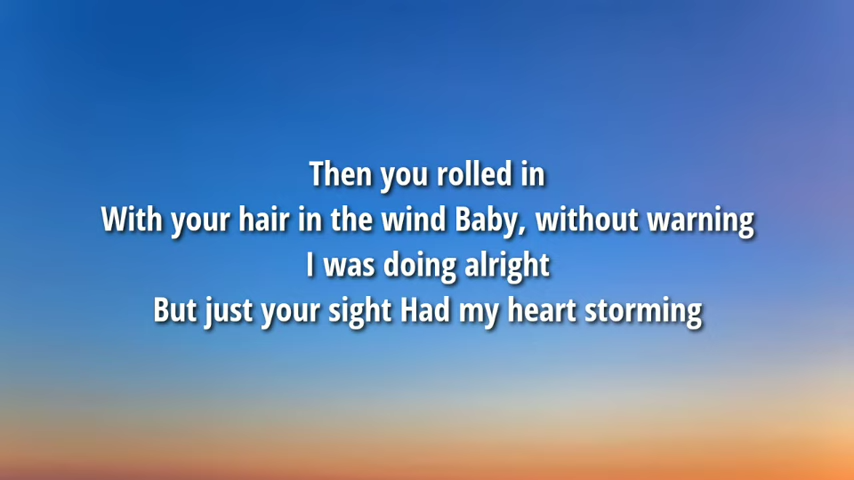 Then you rolled in
With your hair in the wind Baby, without warning
I was doing alright
But just your sight Had my heart storming